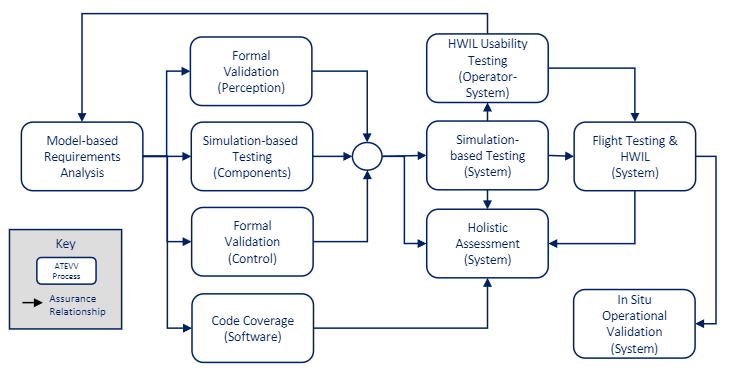 HWIL Usability
Testing
(Operator-
System)
Formal
Validation
(Perception)
Model-based
Requirements
Analysis
Simulation-based
Testing
(Components)
Simulation-
based Testing
(System)
Flight Testing &
HWIL
(System)
Formal
Validation
(Control)
Holistic
Assessment
(System)
Key
ATEVV
Process
Assurance
Relationship
Code Coverage
(Software)
In Situ
Operational
Validation
(System)